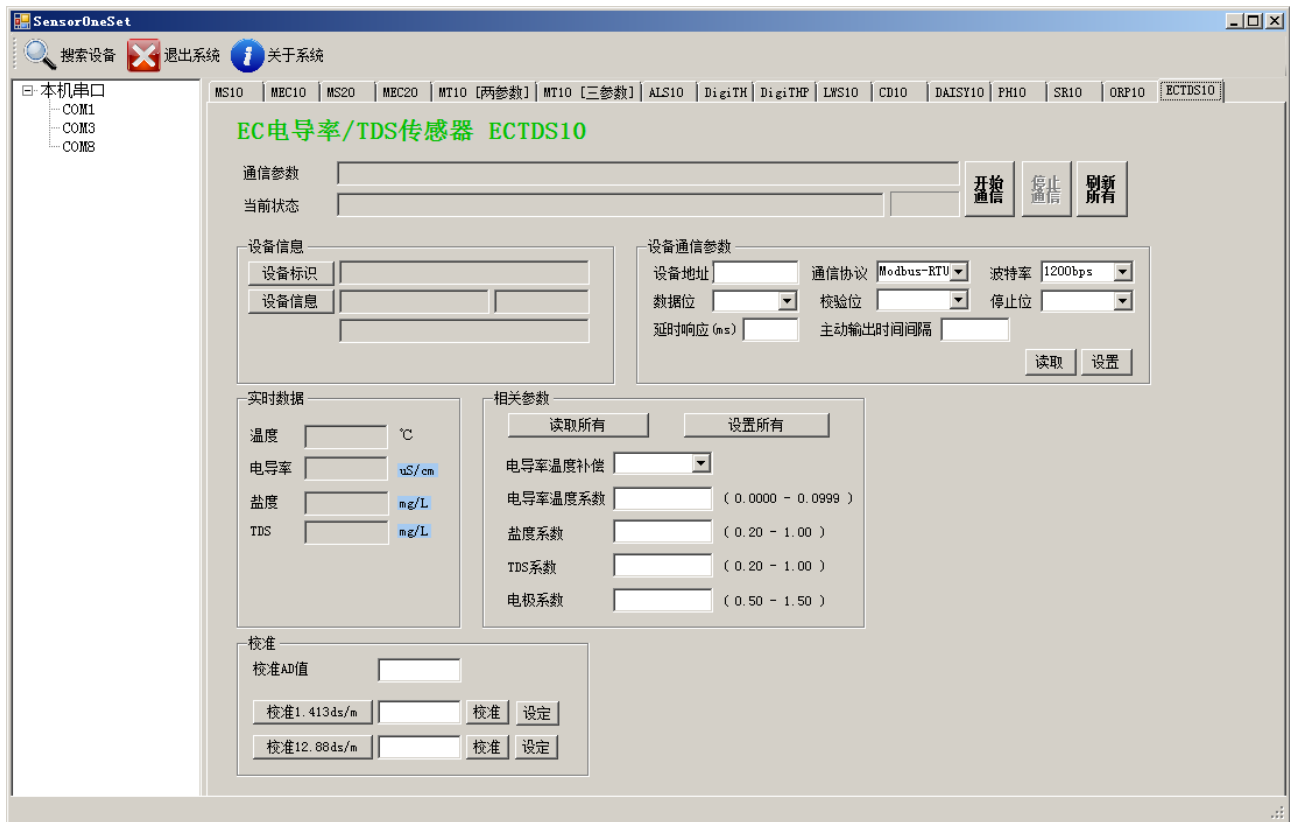 SensorOneSet
搜索设备 退出系统 关于系统
本机串口
COM1
COM3
COM8
MS10 MEC10 MS20 MEC20 MT10 [两参数] MT10 [三参数] ALS10 DigiTH DigiTHP LWS10 CD10 DAISY10 PH10 SR10 ORP10 ECTDS10
EC电导率/TDS传感器 ECTDS10
通信参数
当前状态
开始通信 停止通信 刷新所有
设备信息
设备标识
设备信息
设备通信参数
设备地址 通信协议 Modbus-RTU 波特率 1200bps
数据位 校验位 停止位
延时响应(ms) 主动输出时间间隔
读取 设置
实时数据
温度 ℃
电导率 uS/cm
盐度 mg/L
TDS mg/L
相关参数
读取所有 设置所有
电导率温度补偿
电导率温度系数 ( 0.0000 - 0.0999 )
盐度系数 ( 0.20 - 1.00 )
TDS系数 ( 0.20 - 1.00 )
电极系数 ( 0.50 - 1.50 )
校准
校准AD值
校准1.413ds/m 校准 设定
校准12.88ds/m 校准 设定